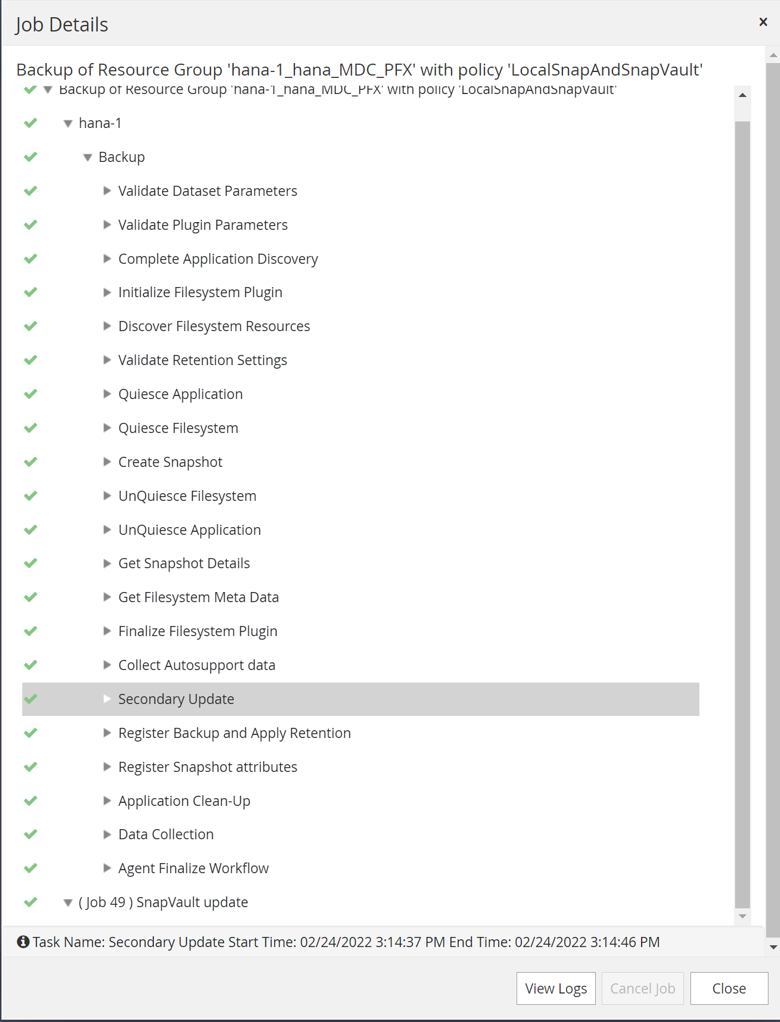 Job Details
x
Backup of Resource Group 'hana-1_hana_MDC_PFX' with policy 'LocalSnapAndSnapVault'
Backup of Resource Group 'hana-1_hana_MDC_PFX' with policy 'LocalSnapAndSnapVault'
hana-1
Backup
Validate Dataset Parameters
Validate Plugin Parameters
Complete Application Discovery
Initialize Filesystem Plugin
Discover Filesystem Resources
Validate Retention Settings
Quiesce Application
Quiesce Filesystem
Create Snapshot
UnQuiesce Filesystem
UnQuiesce Application
Get Snapshot Details
Get Filesystem Meta Data
Finalize Filesystem Plugin
Collect Autosupport data
Secondary Update
Register Backup and Apply Retention
Register Snapshot attributes
Application Clean-Up
Data Collection
Agent Finalize Workflow
( Job 49 ) SnapVault update
Task Name: Secondary Update Start Time: 02/24/2022 3:14:37 PM End Time: 02/24/2022 3:14:46 PM
View Logs Cancel Job Close